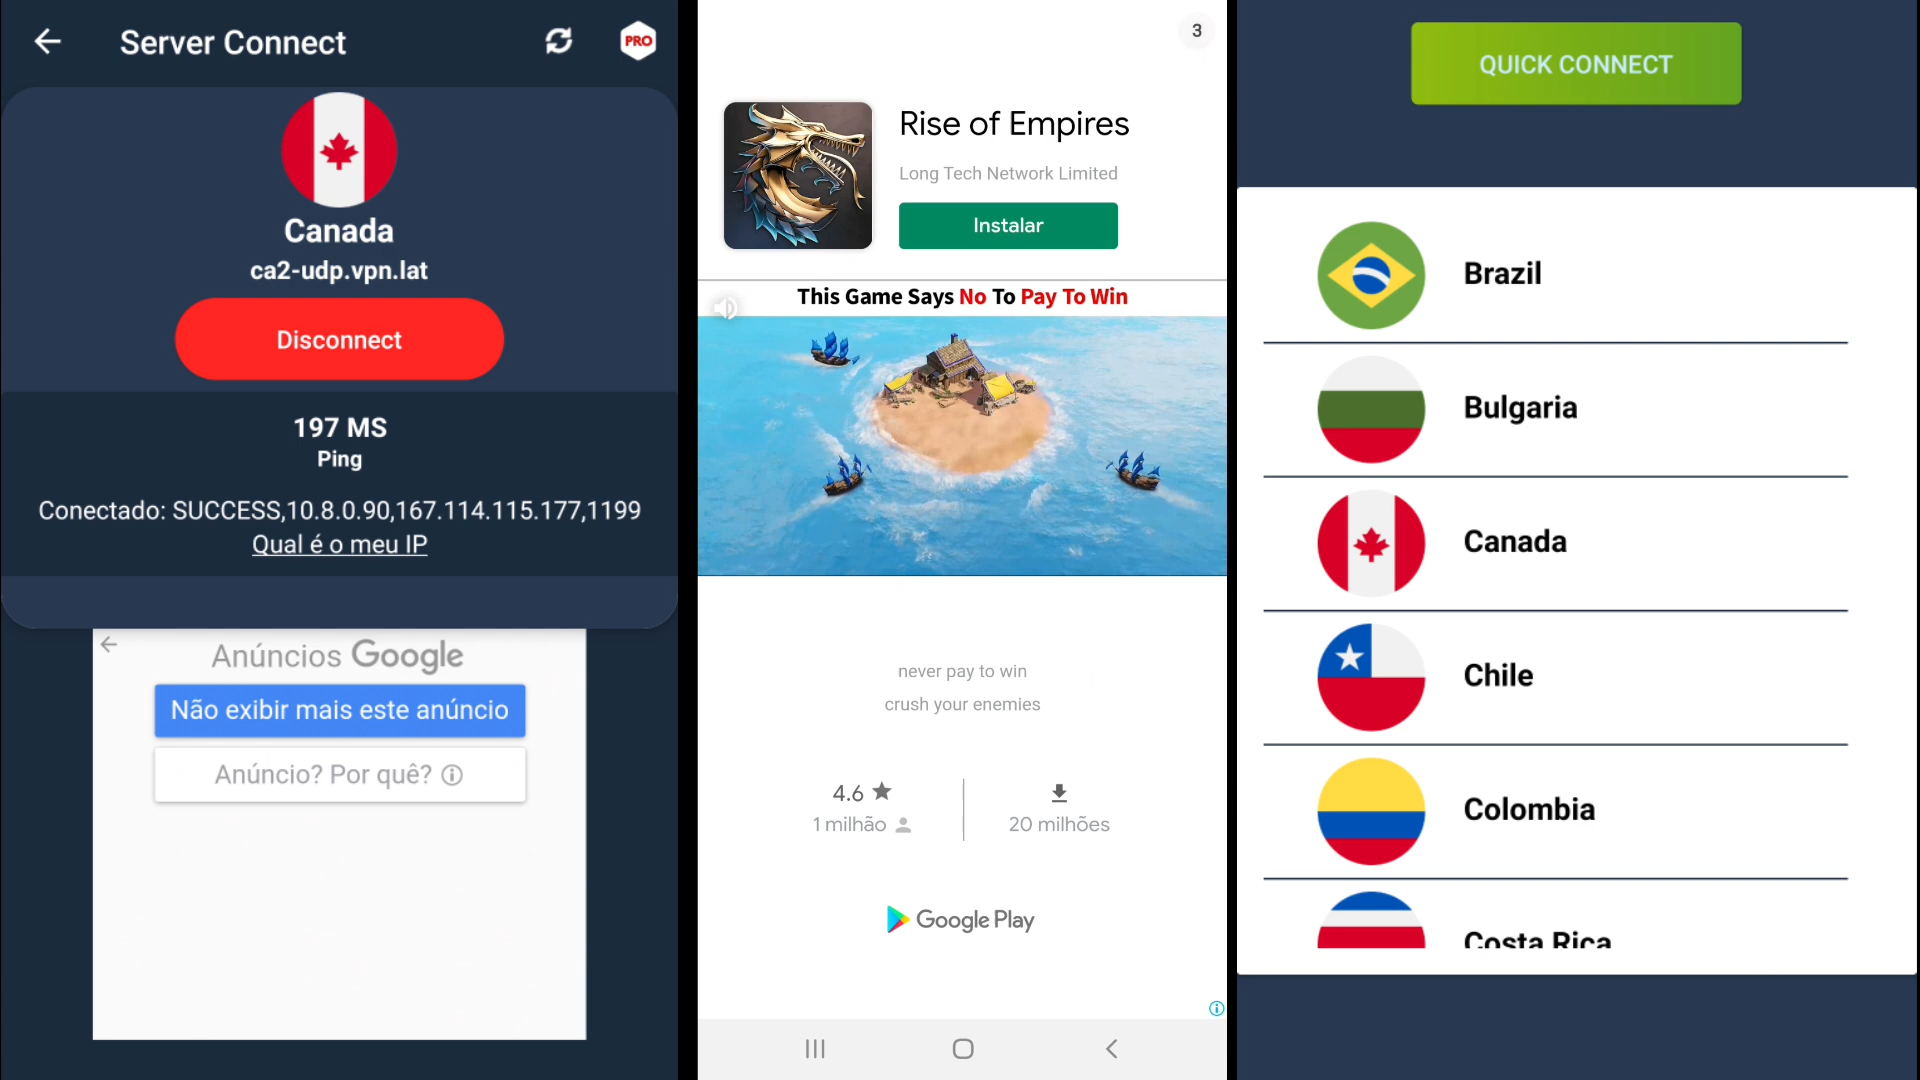 Server Connect
PRO
Canada
ca2-udp.vpn.lat
Disconnect
197 MS
Ping
Conectado: SUCCESS,10.8.0.90,167.114.115.177,1199
Qual é o meu IP
Anúncios Google
Não exibir mais este anúncio
Anúncio? Por quê?
3
Rise of Empires
Long Tech Network Limited
Instalar
This Game Says No To Pay To Win
never pay to win
crush your enemies
4.6
1 milhão
20 milhões
Google Play
QUICK CONNECT
Brazil
Bulgaria
Canada
Chile
Colombia
Costa Rica